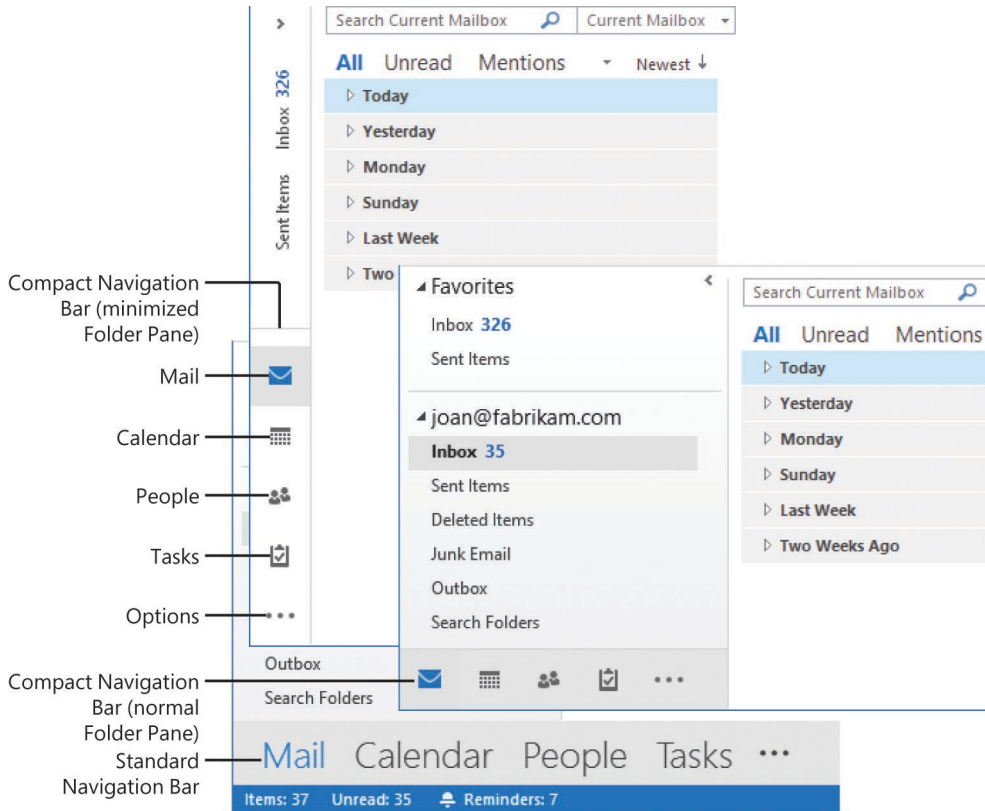 Search Current Mailbox
Current Mailbox
All Unread Mentions
Newest ↓
Today
Yesterday
Monday
Sunday
Last Week
Two
Inbox 326
Sent Items
Compact Navigation
Bar (minimized
Folder Pane)
Mail
Calendar
People
Tasks
Options
Compact Navigation
Bar (normal
Folder Pane)
Standard
Navigation Bar
Favorites
Inbox 326
Sent Items
joan@fabrikam.com
Inbox 35
Sent Items
Deleted Items
Junk Email
Outbox
Search Folders
Search Current Mailbox
All Unread Mentions
Today
Yesterday
Monday
Sunday
Last Week
Two Weeks Ago
Outbox
Search Folders
Mail Calendar People Tasks •••
Items: 37 Unread: 35 Reminders: 7